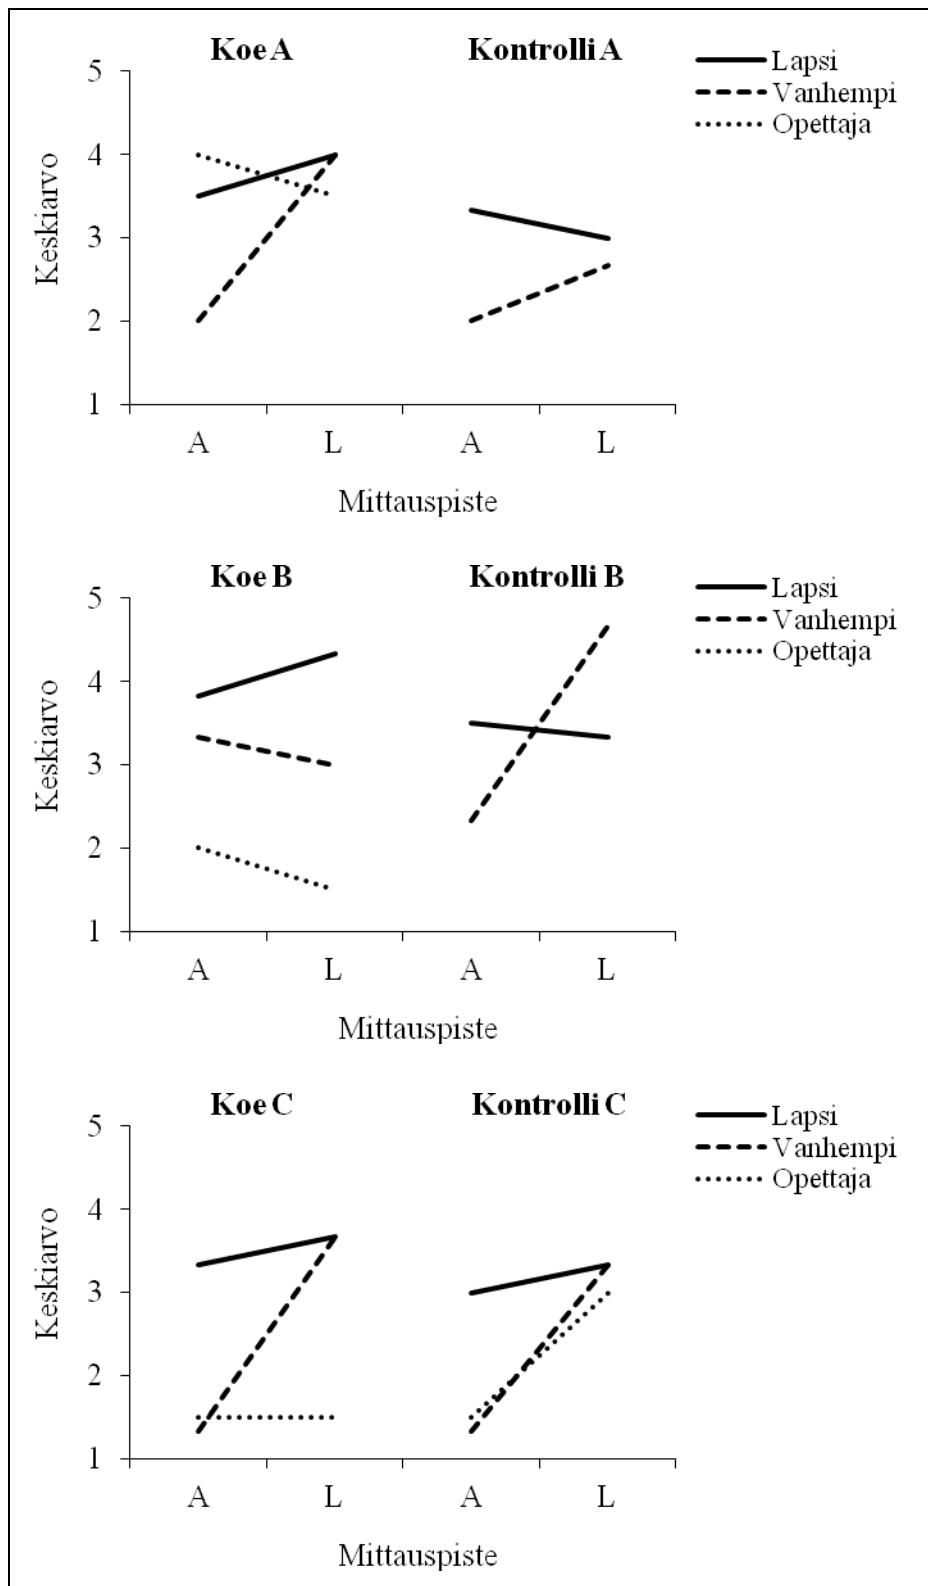 Koe A Kontrolli A
Lapsi
Vanhempi
Opettaja
5
4
3
2
1
Keskiarvo
A L A L
Mittauspiste
Koe B Kontrolli B
Lapsi
Vanhempi
Opettaja
5
4
3
2
1
Keskiarvo
A L A L
Mittauspiste
Koe C Kontrolli C
Lapsi
Vanhempi
Opettaja
5
4
3
2
1
Keskiarvo
A L A L
Mittauspiste